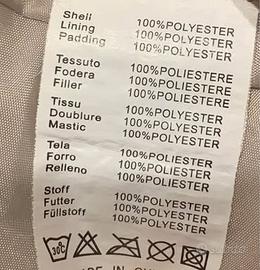 Shell 100%POLYESTER
Lining 100%POLYESTER
Padding 100%POLYESTER
Tessuto 100%POLIESTERE
Fodera 100%POLIESTERE
Filler 100%POLIESTERE
Tissu 100%POLYESTER
Doublure 100%POLYESTER
Mastic 100%POLYESTER
Tela 100%POLIESTER
Forro 100%POLIESTER
Relleno 100%POLIESTER
Stoff 100%POLYESTER
Futter 100%POLYESTER
Füllstoff 100%POLYESTER
30C